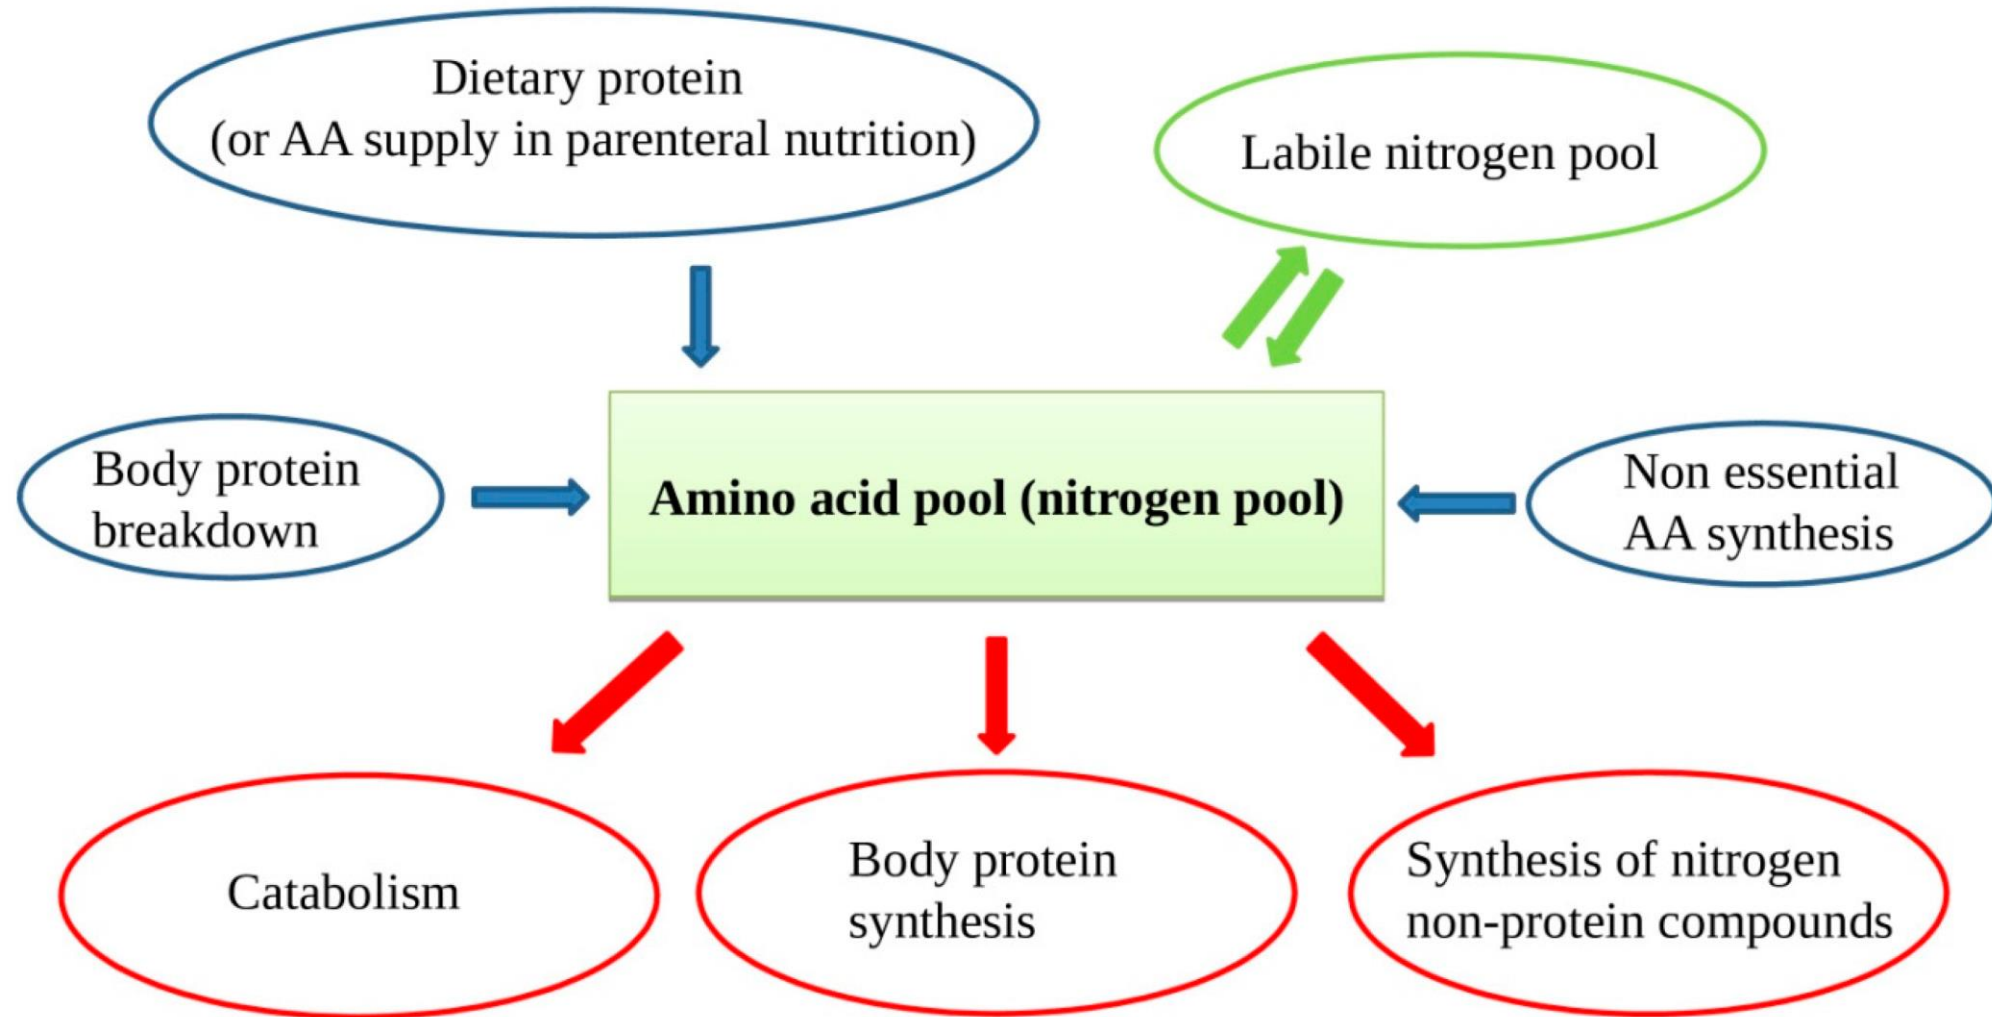 Dietary protein
(or AA supply in parenteral nutrition)
Labile nitrogen pool
Body protein
breakdown
Amino acid pool (nitrogen pool)
Non essential
AA synthesis
Catabolism
Body protein
synthesis
Synthesis of nitrogen
non-protein compounds